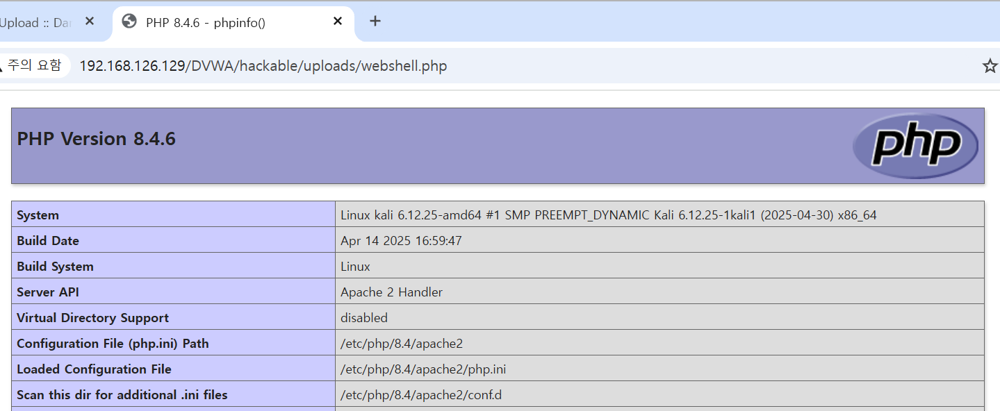 Upload :: Da
PHP 8.4.6 - phpinfo()
주의 요함
192.168.126.129/DVWA/hackable/uploads/webshell.php
PHP Version 8.4.6
php
System Linux kali 6.12.25-amd64 #1 SMP PREEMPT_DYNAMIC Kali 6.12.25-1kali1 (2025-04-30) x86_64
Build Date Apr 14 2025 16:59:47
Build System Linux
Server API Apache 2 Handler
Virtual Directory Support disabled
Configuration File (php.ini) Path /etc/php/8.4/apache2
Loaded Configuration File /etc/php/8.4/apache2/php.ini
Scan this dir for additional .ini files /etc/php/8.4/apache2/conf.d